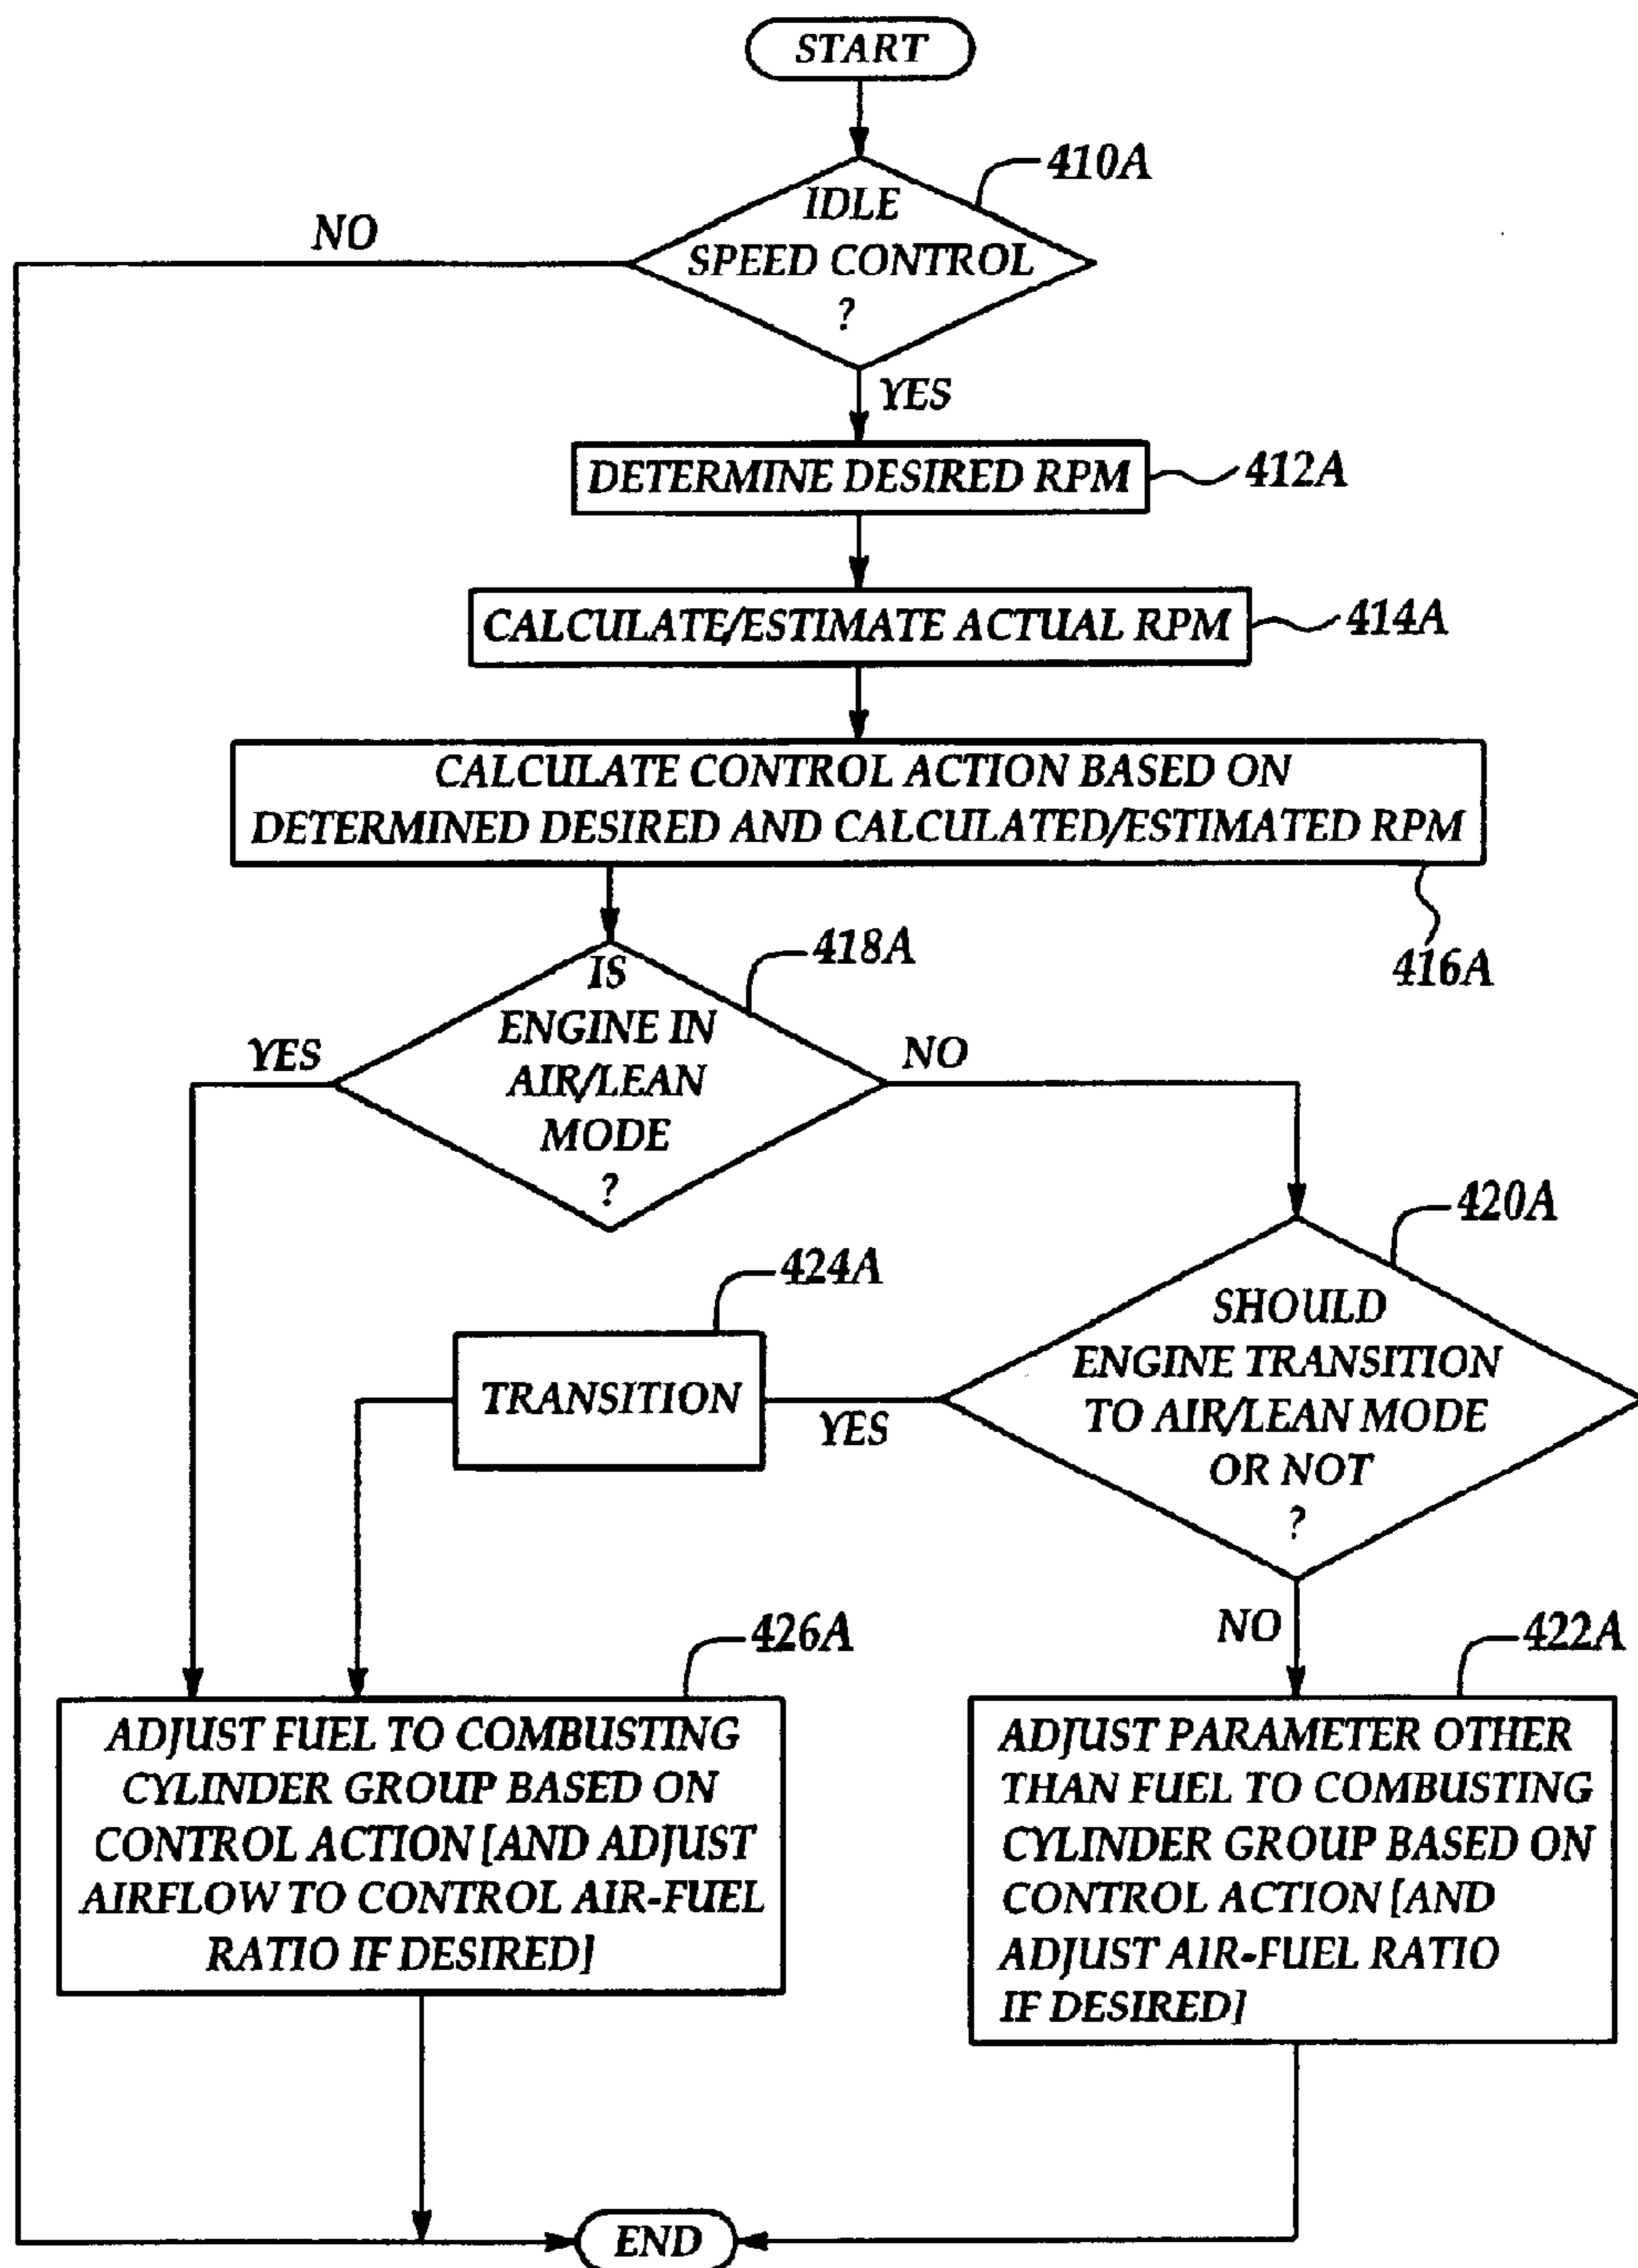 START
410A
IDLE
SPEED CONTROL
?
NO
YES
DETERMINE DESIRED RPM
412A
CALCULATE/ESTIMATE ACTUAL RPM
414A
CALCULATE CONTROL ACTION BASED ON
DETERMINED DESIRED AND CALCULATED/ESTIMATED RPM
416A
418A
IS
ENGINE IN
AIR/LEAN
MODE
?
YES
NO
420A
SHOULD
ENGINE TRANSITION
TO AIR/LEAN MODE
OR NOT
?
424A
TRANSITION
YES
NO
426A
ADJUST FUEL TO COMBUSTING
CYLINDER GROUP BASED ON
CONTROL ACTION [AND ADJUST
AIRFLOW TO CONTROL AIR-FUEL
RATIO IF DESIRED]
422A
ADJUST PARAMETER OTHER
THAN FUEL TO COMBUSTING
CYLINDER GROUP BASED ON
CONTROL ACTION [AND
ADJUST AIR-FUEL RATIO
IF DESIRED]
END